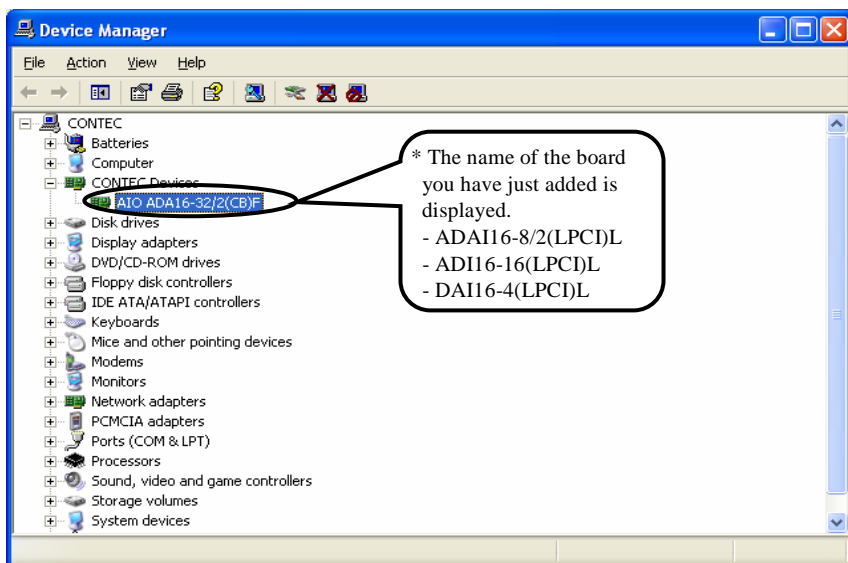 Device Manager
File Action View Help
CONTEC
Batteries
Computer
CONTEC Devices
AIO ADA16-32/2(CB)F
Disk drives
Display adapters
DVD/CD-ROM drives
Floppy disk controllers
IDE ATA/ATAPI controllers
Keyboards
Mice and other pointing devices
Modems
Monitors
Network adapters
PCMCIA adapters
Ports (COM & LPT)
Processors
Sound, video and game controllers
Storage volumes
System devices
* The name of the board
you have just added is
displayed.
- ADAI16-8/2(LPCI)L
- ADI16-16(LPCI)L
- DAI16-4(LPCI)L